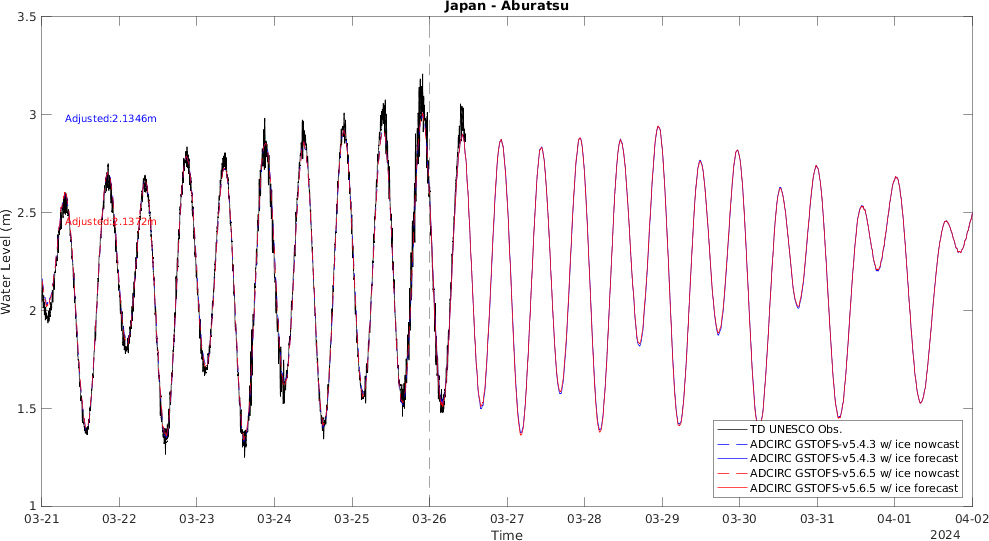 Japan - Aburatsu
3.5
3
2.5
2
1.5
1
Water Level (m)
Adjusted:2.1346m
Adjusted:2.1372m
TD UNESCO Obs.
ADCIRC GSTOFS-v5.4.3 w/ ice nowcast
ADCIRC GSTOFS-v5.4.3 w/ ice forecast
ADCIRC GSTOFS-v5.6.5 w/ ice nowcast
ADCIRC GSTOFS-v5.6.5 w/ ice forecast
03-21 03-22 03-23 03-24 03-25 03-26 03-27 03-28 03-29 03-30 03-31 04-01 04-02
Time 2024